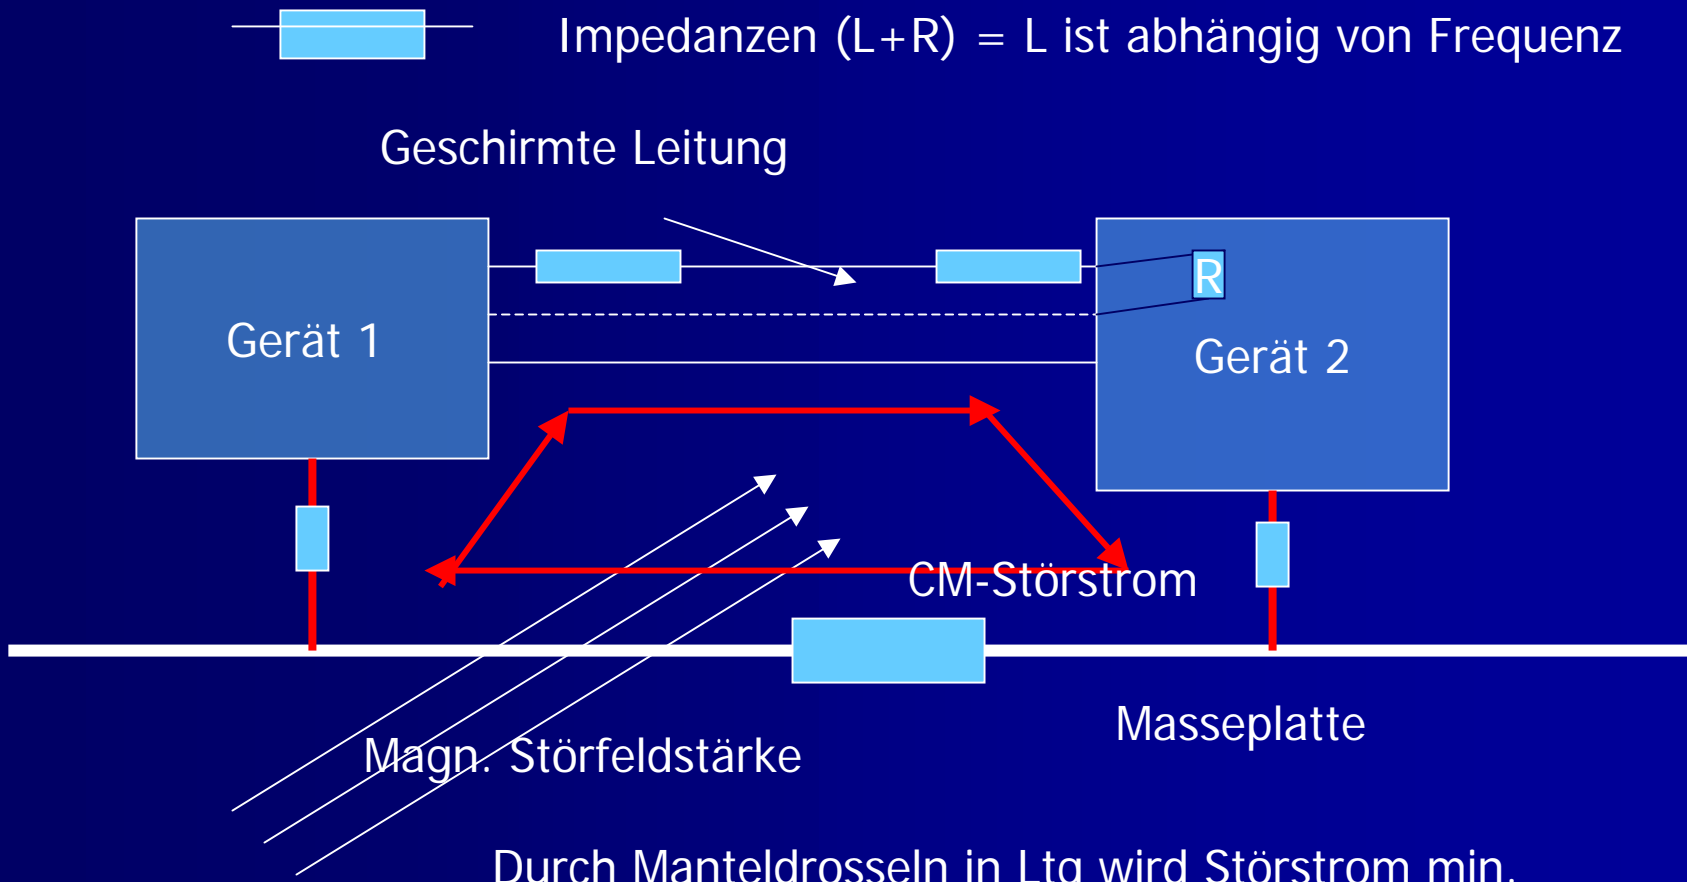 Impedanzen (L+R) = L ist abhängig von Frequenz
Geschirmte Leitung
R
Gerät 1
Gerät 2
CM-Störstrom
Masseplatte
Magn. Störfeldstärke
Durch Manteldrosseln in Ltg wird Störstrom min.